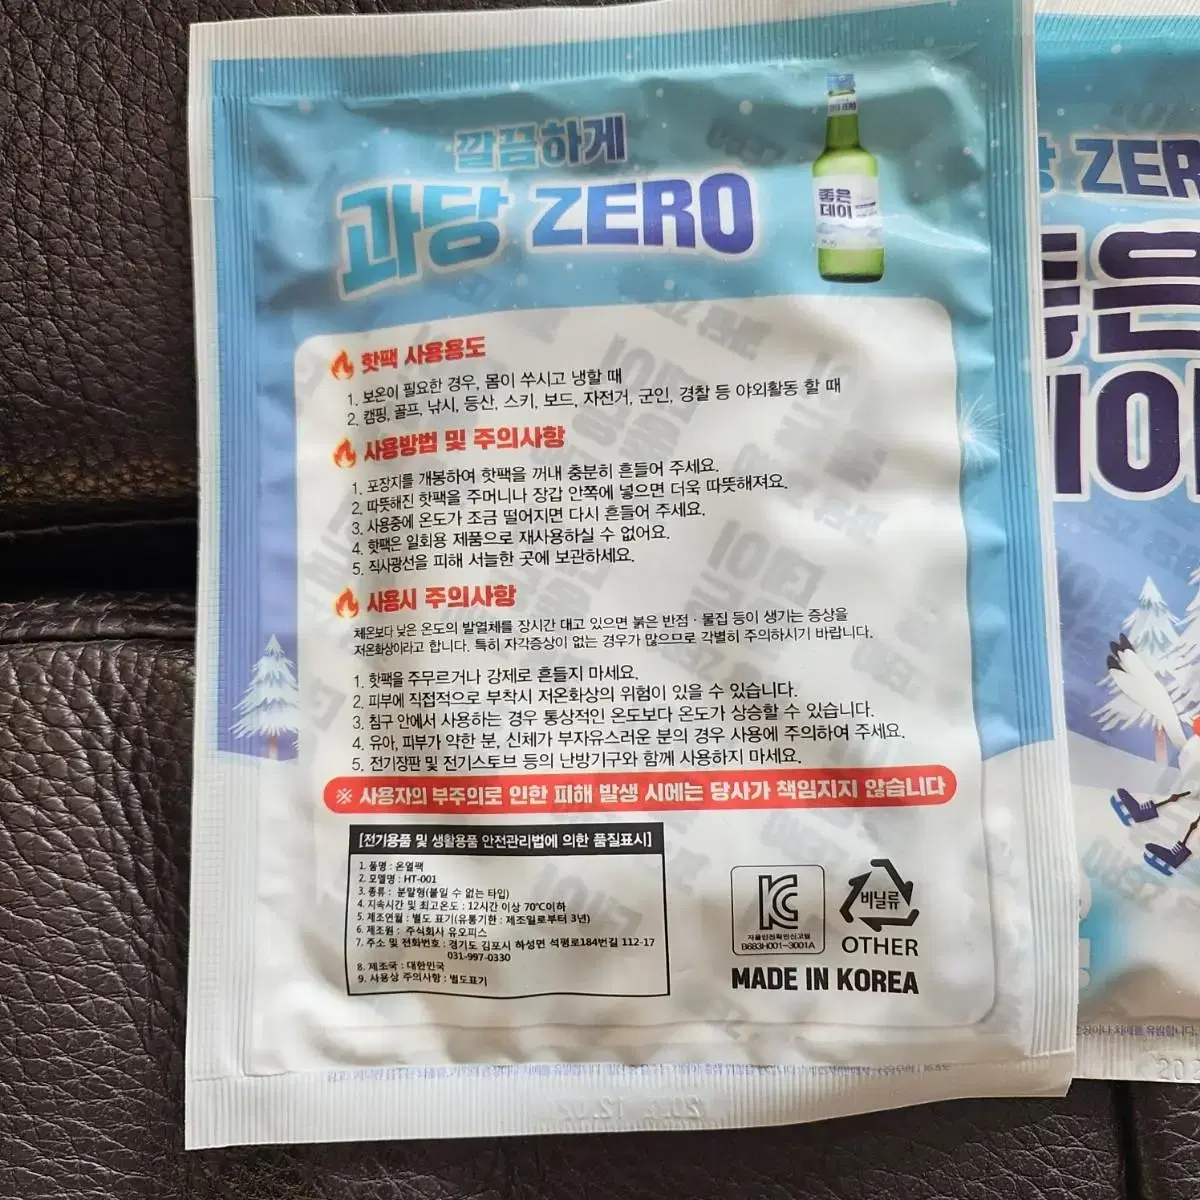 깔끔하게
과당 ZERO
좋은
데이
핫팩 사용용도
1. 보온이 필요한 경우, 몸이 쑤시고 냉할 때
2. 캠핑, 골프, 낚시, 등산, 스키, 보드, 자전거, 군인, 경찰 등 야외활동 할 때
사용방법 및 주의사항
1. 포장지를 개봉하여 핫팩을 꺼내 충분히 흔들어 주세요.
2. 따뜻해진 핫팩을 주머니나 장갑 안쪽에 넣으면 더욱 따뜻해져요.
3. 사용중에 온도가 조금 떨어지면 다시 흔들어 주세요.
4. 핫팩은 일회용 제품으로 재사용하실 수 없어요.
5. 직사광선을 피해 서늘한 곳에 보관하세요.
사용시 주의사항
체온보다 낮은 온도의 발열체를 장시간 대고 있으면 붉은 반점·물집 등이 생기는 증상을
저온화상이라고 합니다. 특히 자각증상이 없는 경우가 많으므로 각별히 주의하시기 바랍니다.
1. 핫팩을 주무르거나 강제로 흔들지 마세요.
2. 피부에 직접적으로 부착시 저온화상의 위험이 있을 수 있습니다.
3. 침구 안에서 사용하는 경우 통상적인 온도보다 온도가 상승할 수 있습니다.
4. 유아, 피부가 약한 분, 신체가 부자유스러운 분의 경우 사용에 주의하여 주세요.
5. 전기장판 및 전기스토브 등의 난방기구와 함께 사용하지 마세요.
※ 사용자의 부주의로 인한 피해 발생 시에는 당사가 책임지지 않습니다
[전기용품 및 생활용품 안전관리법에 의한 품질표시]
1. 품명 : 온열팩
2. 모델명 : HT-001
3. 종류 : 분말형(붙일 수 없는 타입)
4. 지속시간 및 최고온도 : 12시간 이상 70℃이하
5. 제조연월 : 별도 표기(유통기한 : 제조일로부터 3년)
6. 제조원 : 주식회사 유오피스
7. 주소 및 전화번호 : 경기도 김포시 하성면 석평로184번길 112-17
031-997-0330
8. 제조국 : 대한민국
9. 사용상 주의사항 : 별도표기
KC
자율안전확인신고필
B683H001-3001A
비닐류
OTHER
MADE IN KOREA
ZER